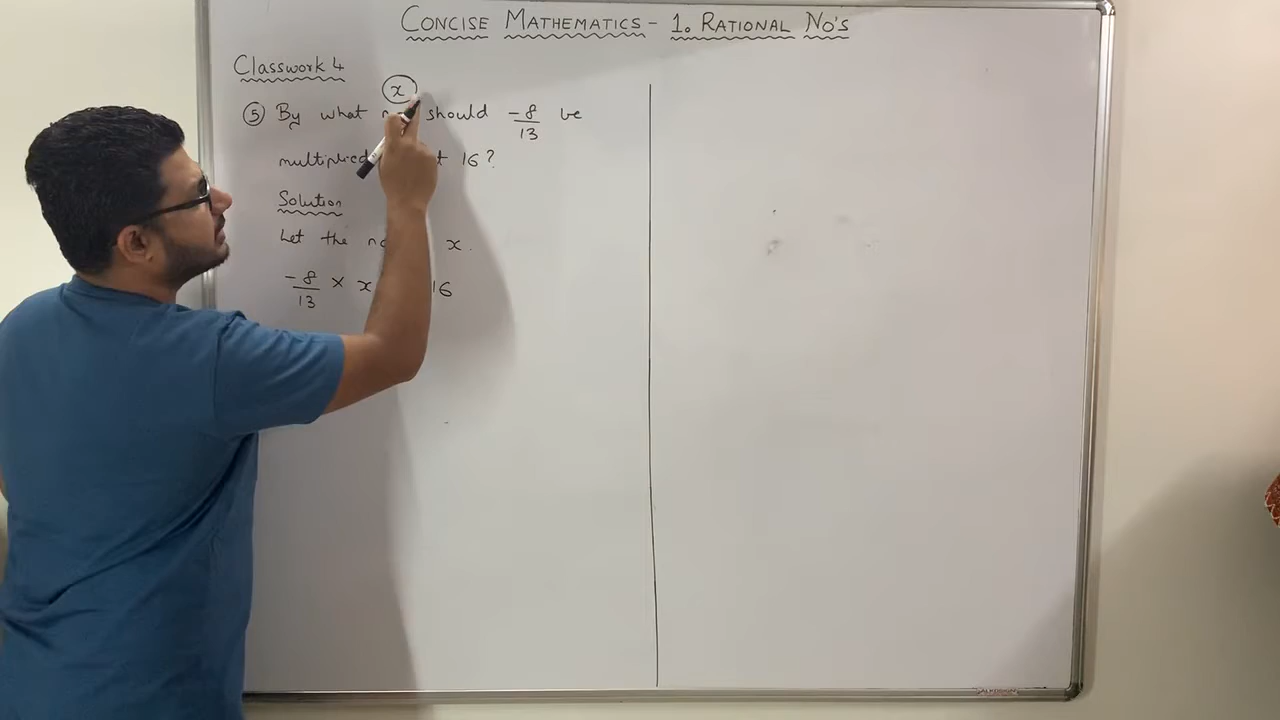 CONCISE MATHEMATICS - 1. RATIONAL NO'S
Classwork 4
x
⑤ By what should -8/13 be
multiplied 16?
Solution
Let the x.
-8/13 × x 16